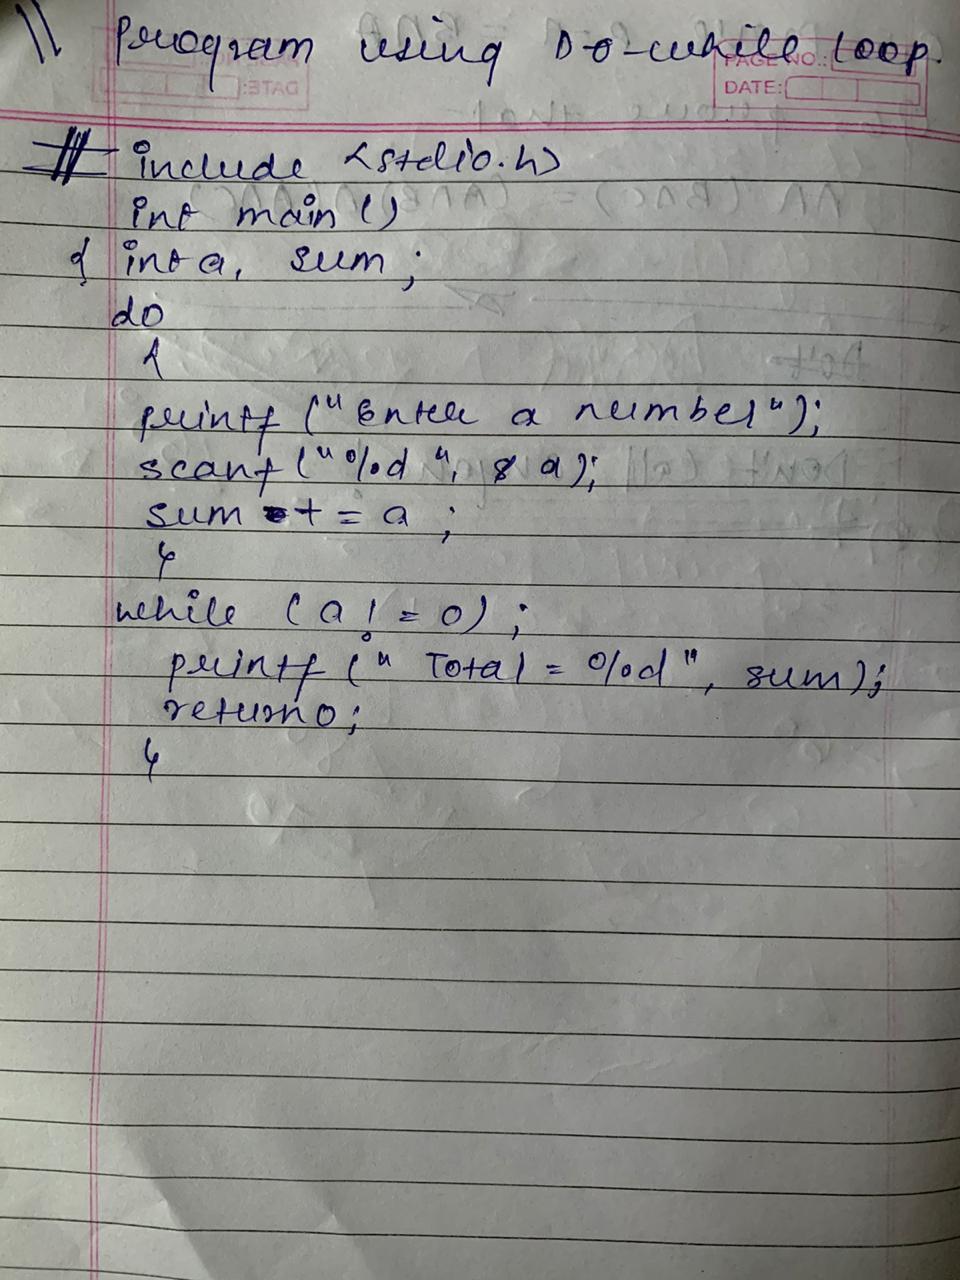 // Program using Do-while loop
PAGE NO.:
DATE:
# include <stdio.h>
int main ()
{ int a, sum;
do
{
printf ("Enter a number");
scanf ("%d", & a);
sum += a ;
}
while (a != 0) ;
printf (" Total = %d", sum);
return 0;
}